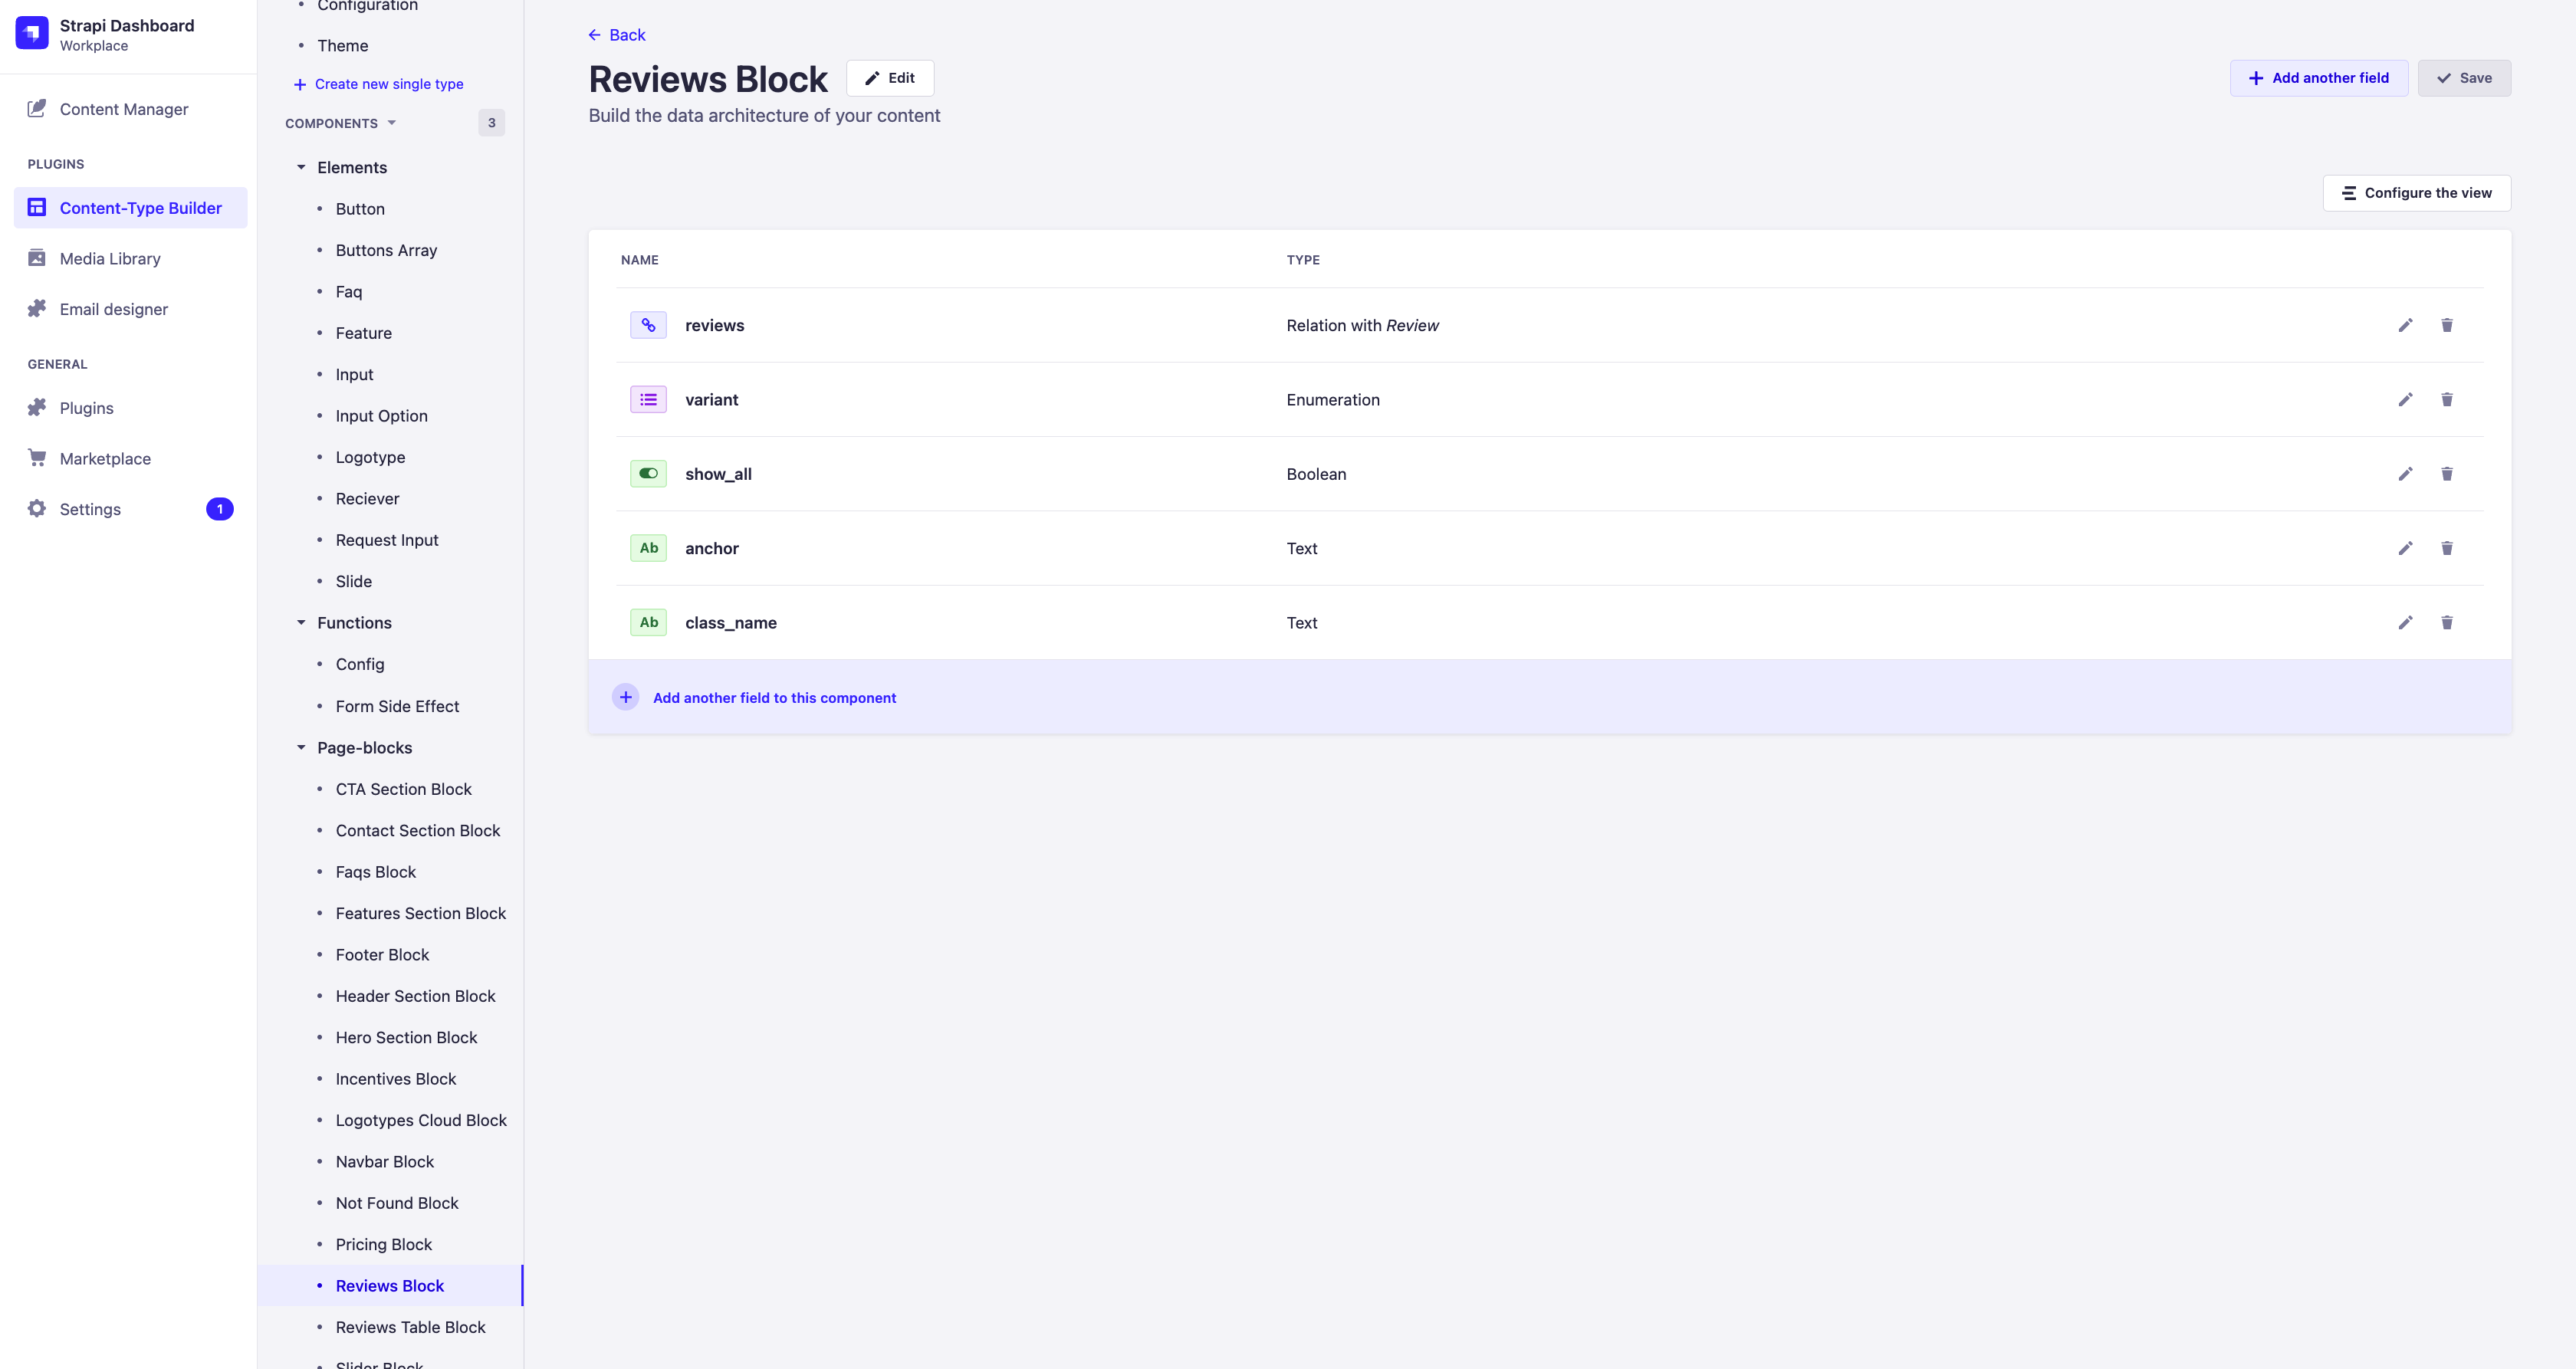 Strapi Dashboard
Workplace
Content Manager
PLUGINS
Content-Type Builder
Media Library
Email designer
GENERAL
Plugins
Marketplace
Settings
1
Configuration
Theme
Create new single type
COMPONENTS
3
Elements
Button
Buttons Array
Faq
Feature
Input
Input Option
Logotype
Reciever
Request Input
Slide
Functions
Config
Form Side Effect
Page-blocks
CTA Section Block
Contact Section Block
Faqs Block
Features Section Block
Footer Block
Header Section Block
Hero Section Block
Incentives Block
Logotypes Cloud Block
Navbar Block
Not Found Block
Pricing Block
Reviews Block
Reviews Table Block
Slider Block
Back
Reviews Block
Edit
Add another field
Save
Build the data architecture of your content
Configure the view
NAME TYPE
reviews Relation with Review
variant Enumeration
show_all Boolean
Ab anchor Text
Ab class_name Text
Add another field to this component